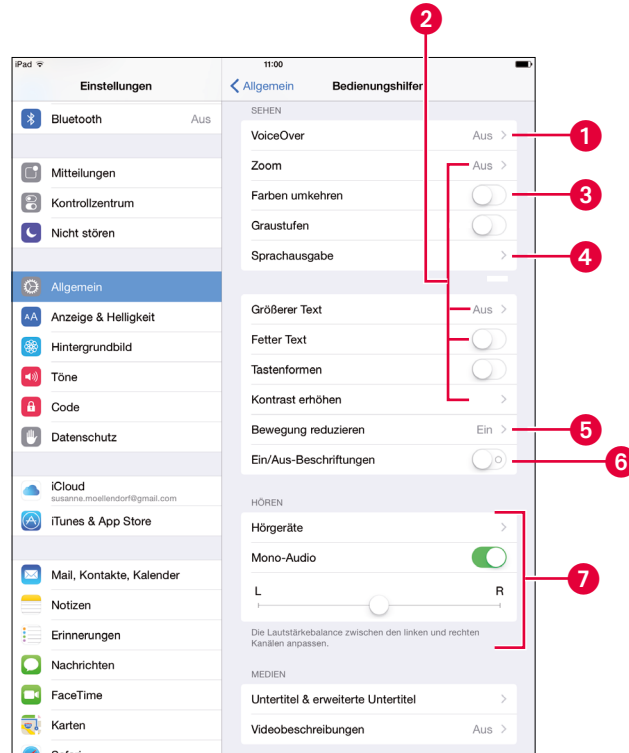 2
iPad 11:00
Einstellungen
Allgemein Bedienungshilfen
Bluetooth Aus
Mitteilungen
Kontrollzentrum
Nicht stören
Allgemein
AA Anzeige & Helligkeit
Hintergrundbild
Töne
Code
Datenschutz
iCloud
susanne.moellendorf@gmail.com
iTunes & App Store
Mail, Kontakte, Kalender
Notizen
Erinnerungen
Nachrichten
FaceTime
Karten
SEHEN
VoiceOver Aus 1
Zoom Aus
Farben umkehren 3
Graustufen
Sprachausgabe 4
Größerer Text Aus
Fetter Text
Tastenformen
Kontrast erhöhen
Bewegung reduzieren Ein 5
Ein/Aus-Beschriftungen 6
HÖREN
Hörgeräte
Mono-Audio
7
L R
Die Lautstärkebalance zwischen den linken und rechten
Kanälen anpassen.
MEDIEN
Untertitel & erweiterte Untertitel
Videobeschreibungen Aus